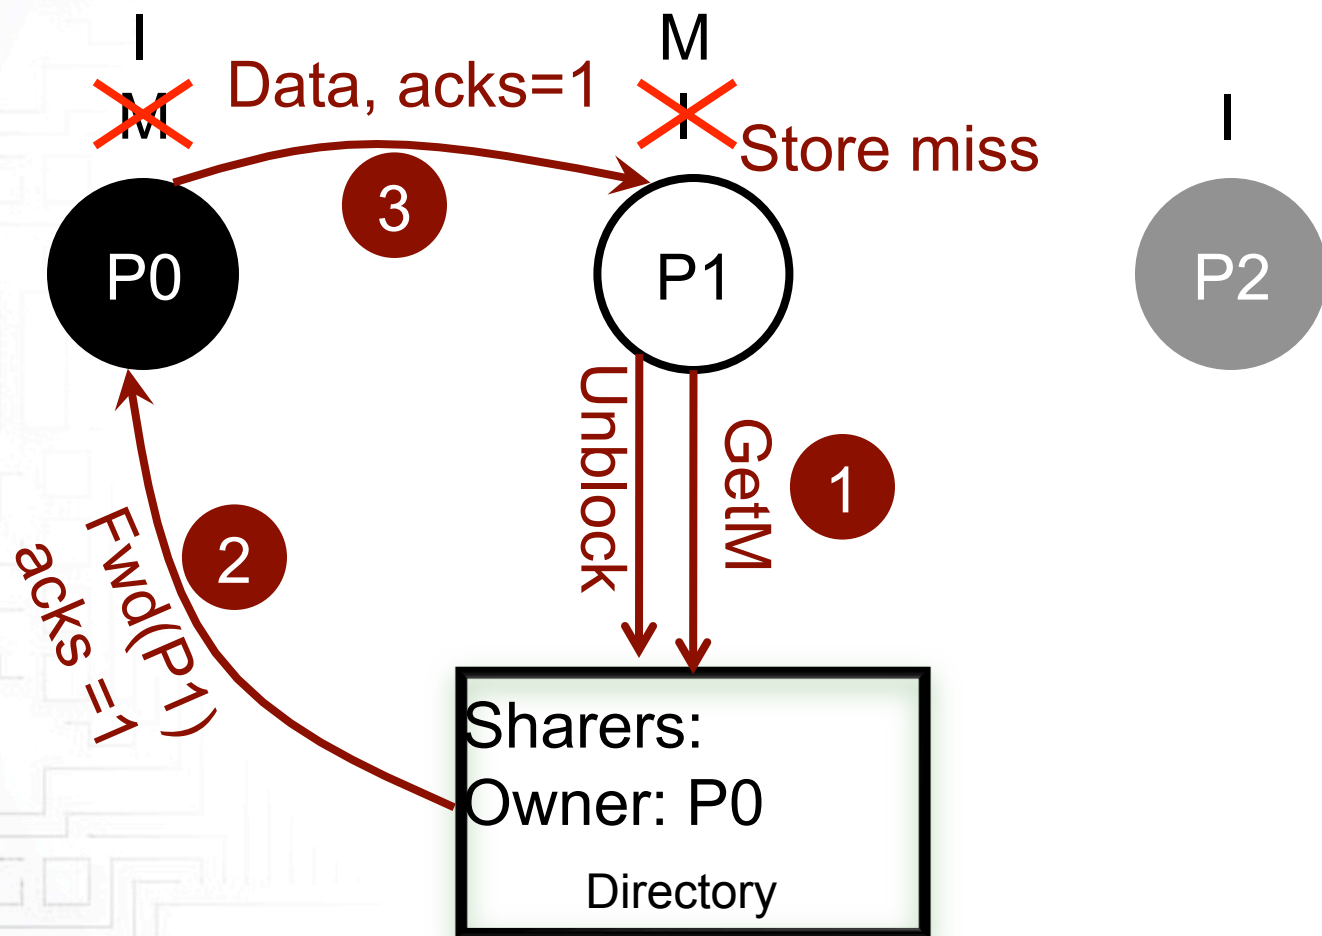 I
M
I
Data, acks=1
M
I
Store miss
3
P0
P1
P2
Unblock
GetM
1
2
Fwd(P1)
acks =1
Sharers:
Owner: P0
Directory